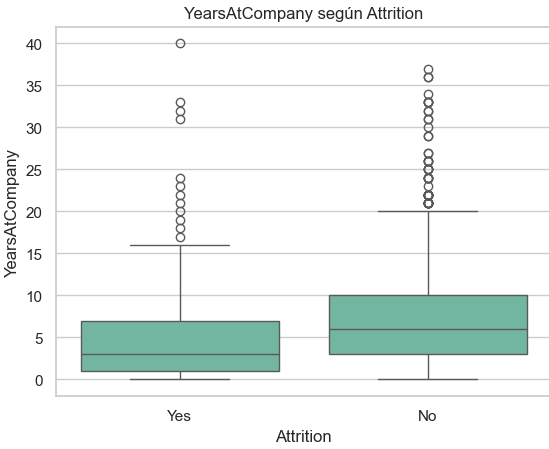 YearsAtCompany según Attrition
YearsAtCompany
40
35
30
25
20
15
10
5
0
Yes
No
Attrition